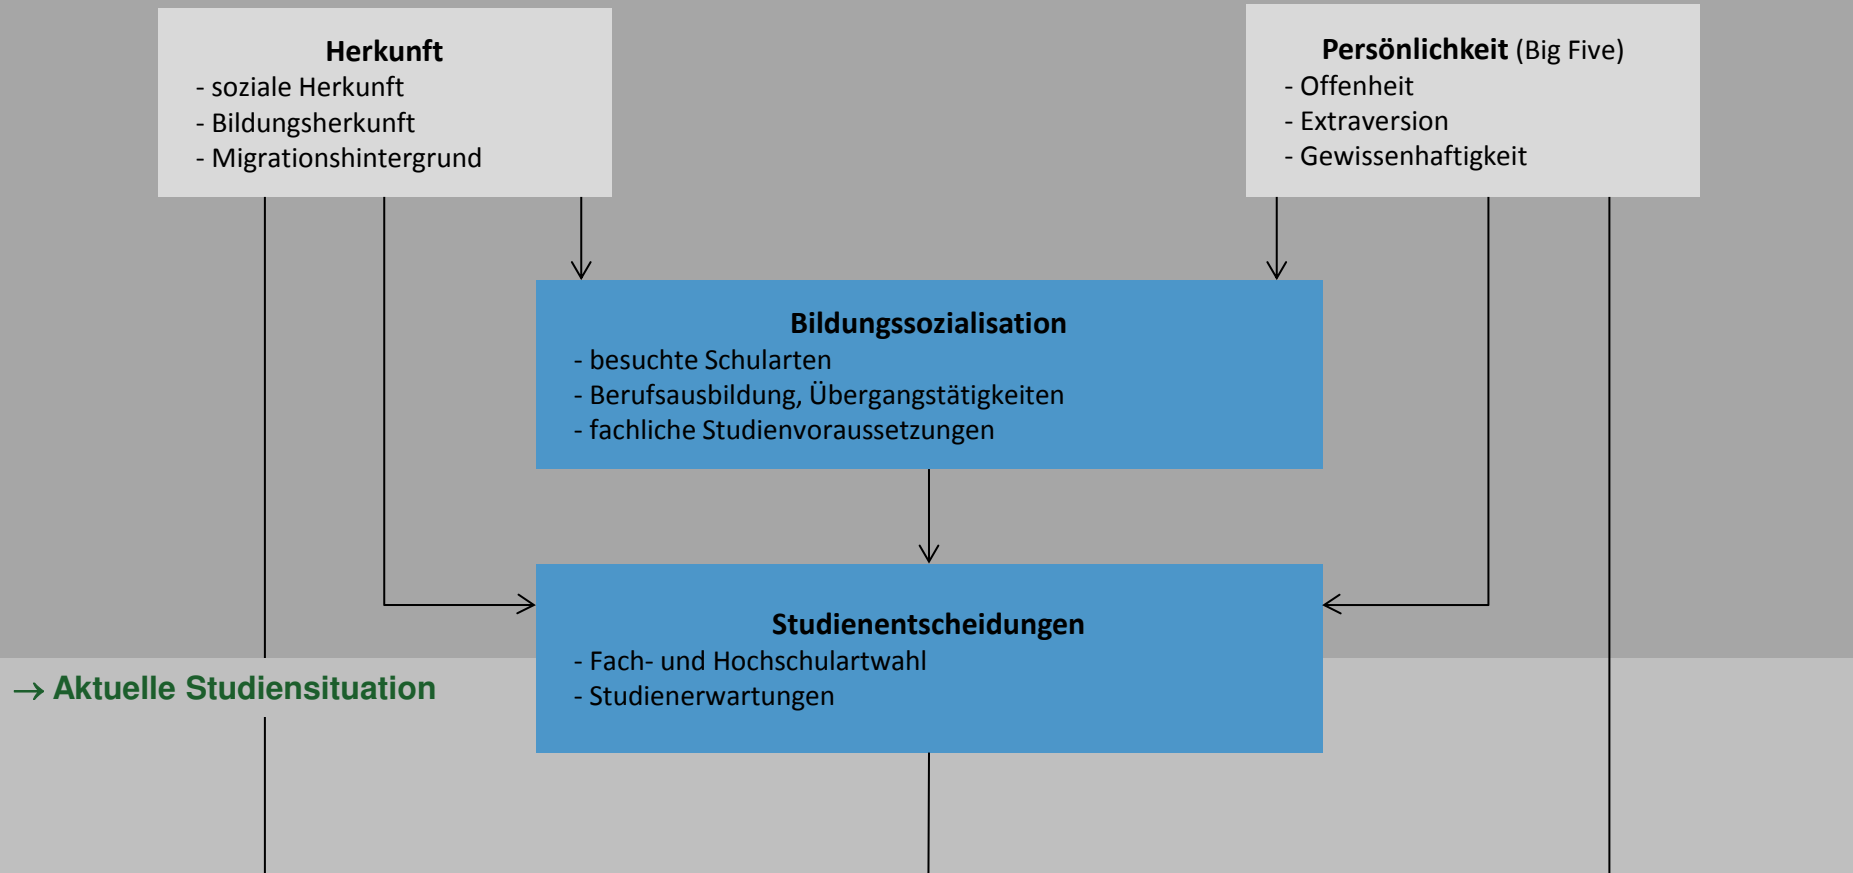 Herkunft
- soziale Herkunft
- Bildungsherkunft
- Migrationshintergrund
Persönlichkeit (Big Five)
- Offenheit
- Extraversion
- Gewissenhaftigkeit
Bildungssozialisation
- besuchte Schularten
- Berufsausbildung, Übergangstätigkeiten
- fachliche Studienvoraussetzungen
Studienentscheidungen
- Fach- und Hochschulartwahl
- Studienerwartungen
→ Aktuelle Studiensituation